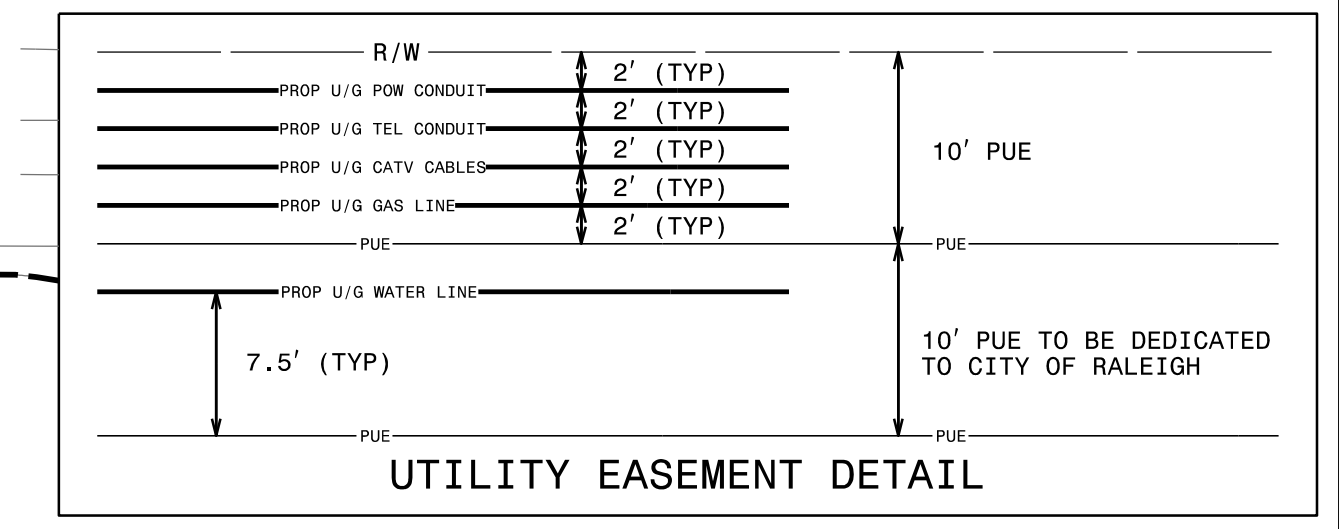 R/W
2' (TYP)
PROP U/G POW CONDUIT
2' (TYP)
PROP U/G TEL CONDUIT
2' (TYP)
10' PUE
PROP U/G CATV CABLES
2' (TYP)
PROP U/G GAS LINE
2' (TYP)
PUE
PUE
PROP U/G WATER LINE
7.5' (TYP)
10' PUE TO BE DEDICATED
TO CITY OF RALEIGH
PUE
PUE
UTILITY EASEMENT DETAIL